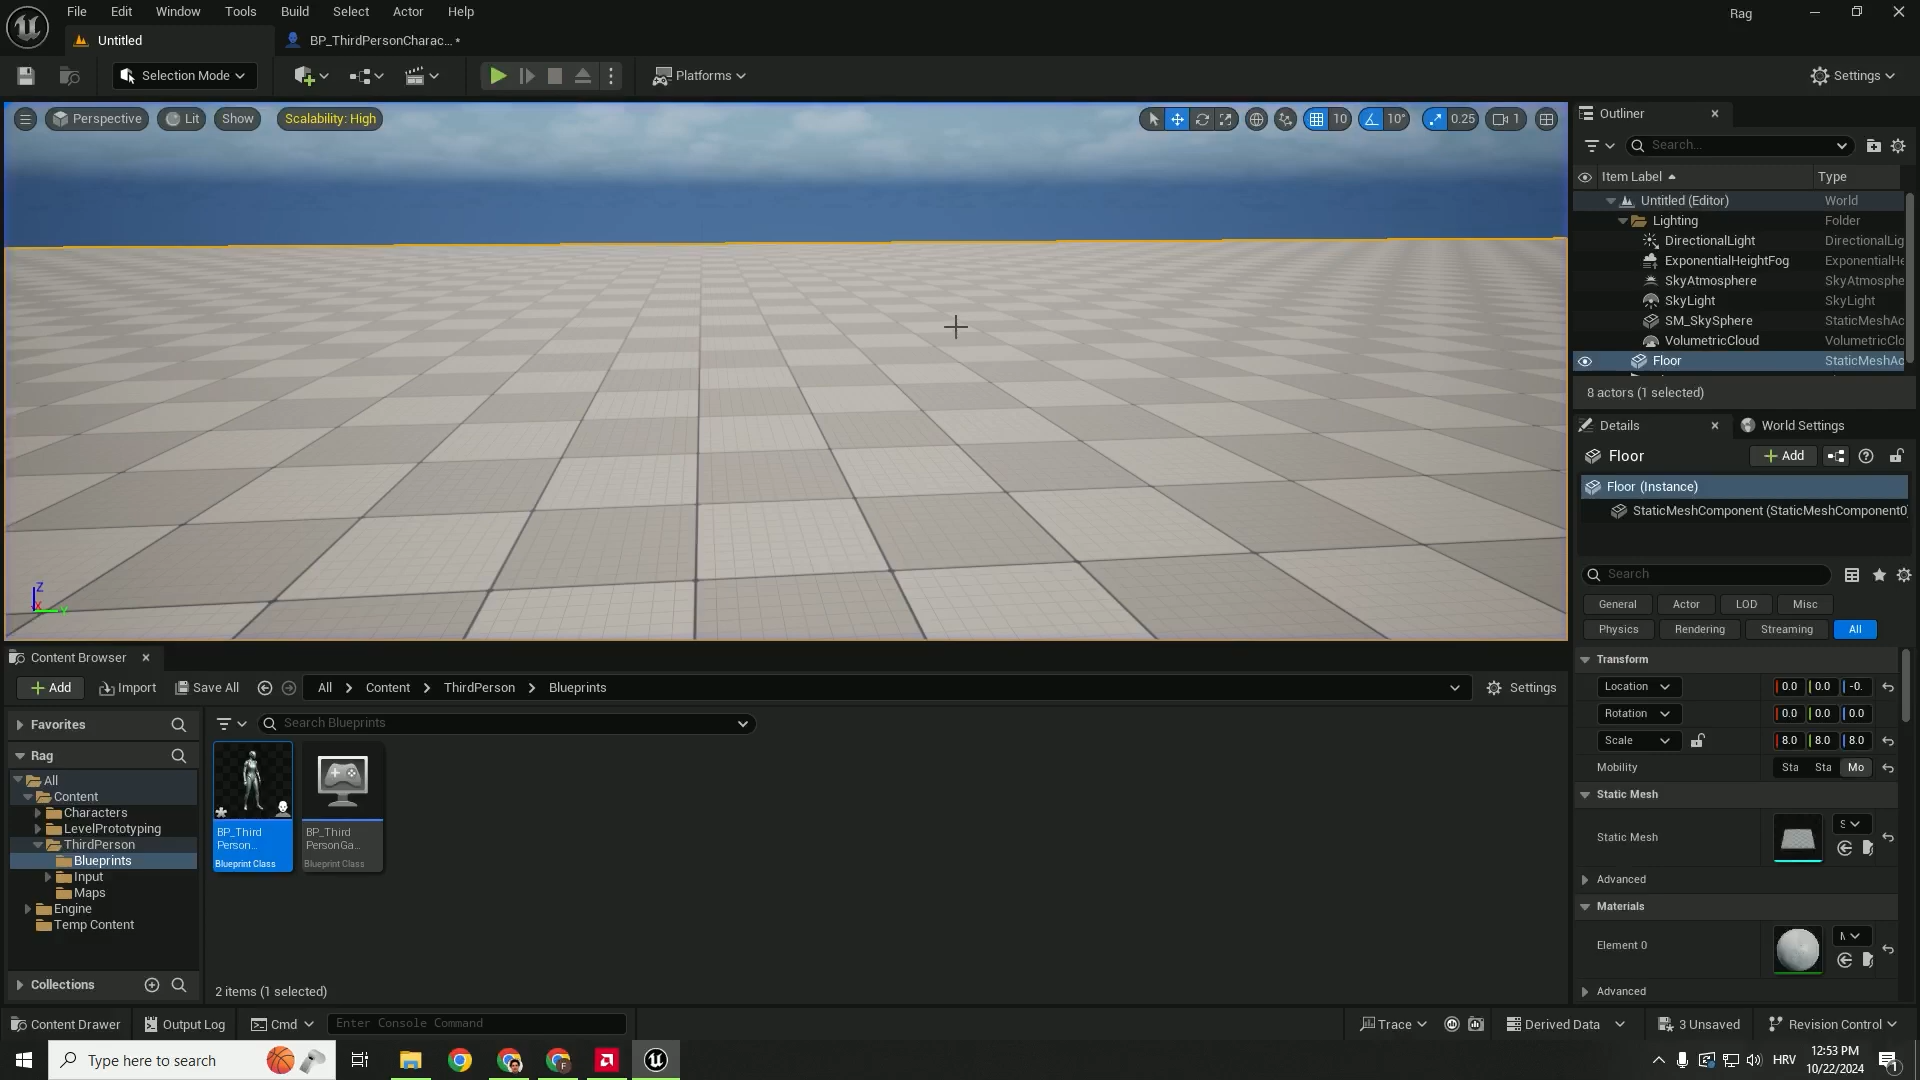 File Edit Window Tools Build Select Actor Help
Rag
Untitled
BP_ThirdPersonCharac... *
Selection Mode
Platforms
Settings
Perspective Lit Show Scalability: High
10 10° 0.25 1
Outliner
Search...
Item Label Type
Untitled (Editor) World
Lighting Folder
DirectionalLight DirectionalLig
ExponentialHeightFog ExponentialHe
SkyAtmosphere SkyAtmosphe
SkyLight SkyLight
SM_SkySphere StaticMeshAc
VolumetricCloud VolumetricClo
Floor StaticMeshAc
8 actors (1 selected)
Details World Settings
Floor Add
Floor (Instance)
StaticMeshComponent (StaticMeshComponent0)
Search
General Actor LOD Misc
Physics Rendering Streaming All
Transform
Location 0.0 0.0 -0.
Rotation 0.0 0.0 0.0
Scale 8.0 8.0 8.0
Mobility Sta Sta Mo
Static Mesh
Static Mesh S
Advanced
Materials
Element 0
Advanced
Z
X Y
Content Browser
Add Import Save All All Content ThirdPerson Blueprints Settings
Favorites
Search Blueprints
Rag
All
Content
Characters
LevelPrototyping
ThirdPerson
Blueprints
Input
Maps
Engine
Temp Content
Collections
BP_Third
Person...
Blueprint Class
BP_Third
PersonGa...
Blueprint Class
2 items (1 selected)
Content Drawer Output Log Cmd Enter Console Command
Trace Derived Data 3 Unsaved Revision Control
Type here to search
HRV
12:53 PM
10/22/2024
1